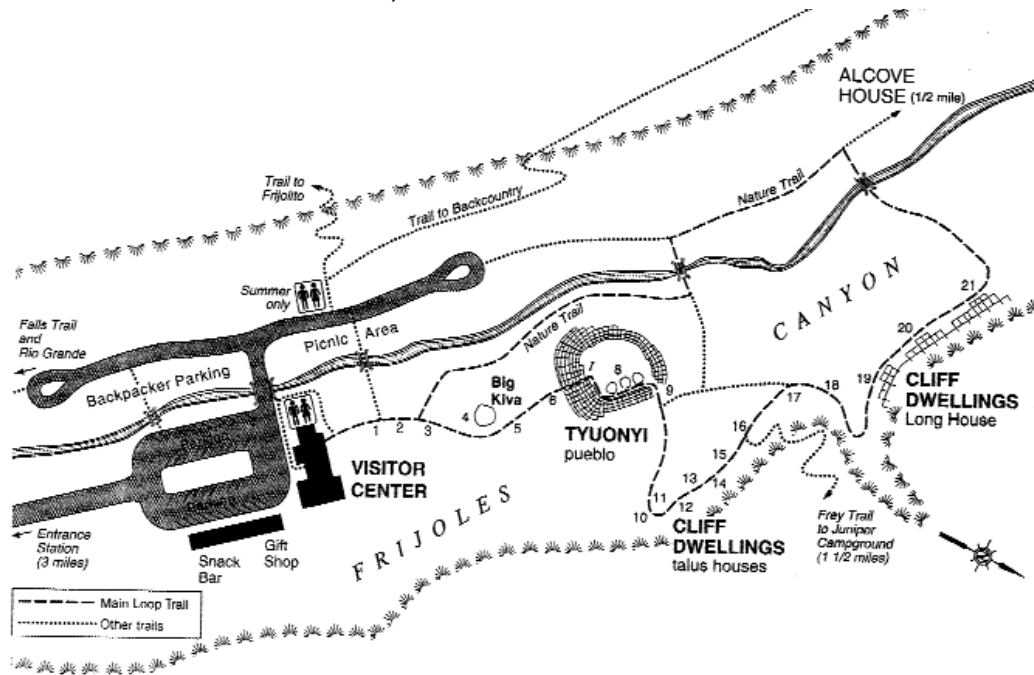 ALCOVE
HOUSE (1/2 mile)
Trail to
Frijolito
Trail to Backcountry
Nature Trail
Summer
only
Falls Trail
and
Rio Grande
Picnic Area
Backpacker Parking
Nature Trail
CANYON
21
20
19
18
17
16
15
14
13
12
11
10
9
8
7
6
5
4
3
2
1
Big
Kiva
TYUONYI
pueblo
CLIFF
DWELLINGS
Long House
VISITOR
CENTER
Parking
FRIJOLES
CLIFF
DWELLINGS
talus houses
Frey Trail
to Juniper
Campground
(1 1/2 miles)
Entrance
Station
(3 miles)
Snack
Bar
Gift
Shop
Main Loop Trail
Other trails